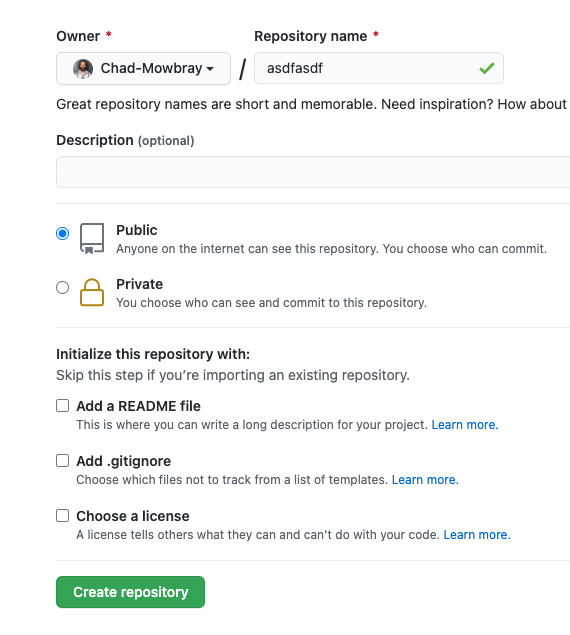 Owner * Repository name *
Chad-Mowbray / asdfasdf
Great repository names are short and memorable. Need inspiration? How about
Description (optional)
Public
Anyone on the internet can see this repository. You choose who can commit.
Private
You choose who can see and commit to this repository.
Initialize this repository with:
Skip this step if you’re importing an existing repository.
Add a README file
This is where you can write a long description for your project. Learn more.
Add .gitignore
Choose which files not to track from a list of templates. Learn more.
Choose a license
A license tells others what they can and can't do with your code. Learn more.
Create repository